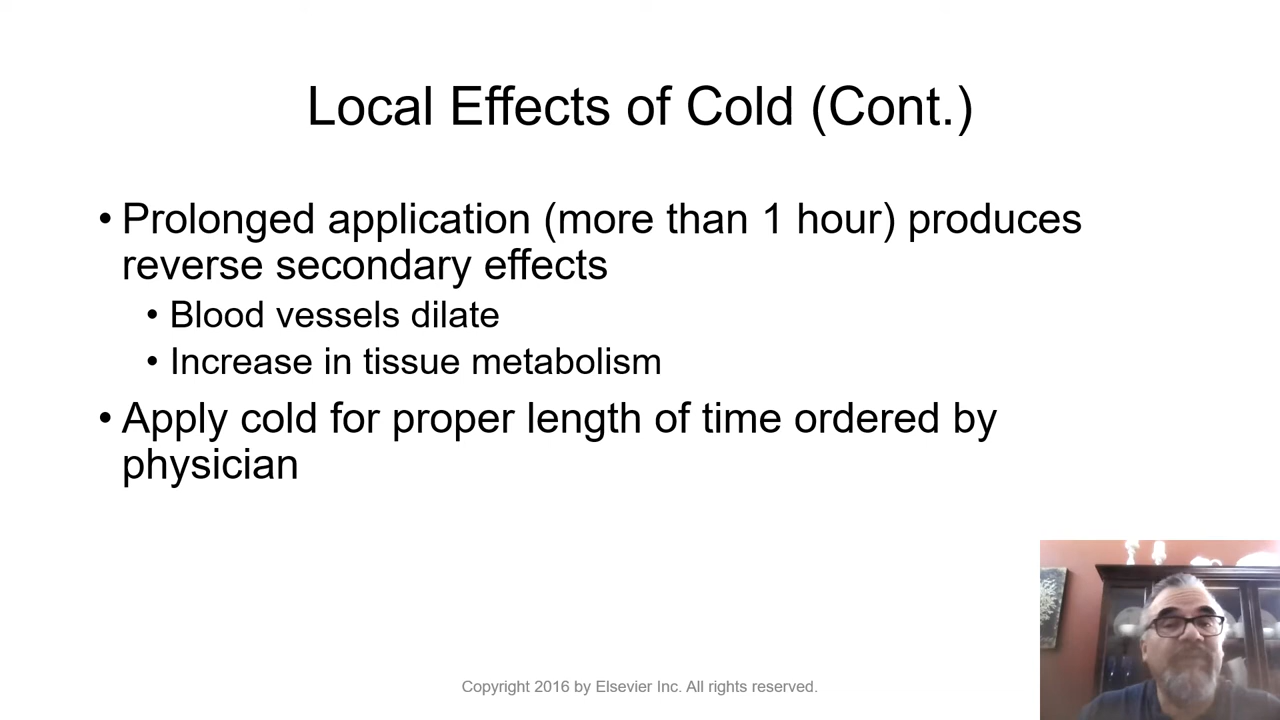 Local Effects of Cold (Cont.)
• Prolonged application (more than 1 hour) produces
reverse secondary effects
• Blood vessels dilate
• Increase in tissue metabolism
• Apply cold for proper length of time ordered by
physician
Copyright 2016 by Elsevier Inc. All rights reserved.